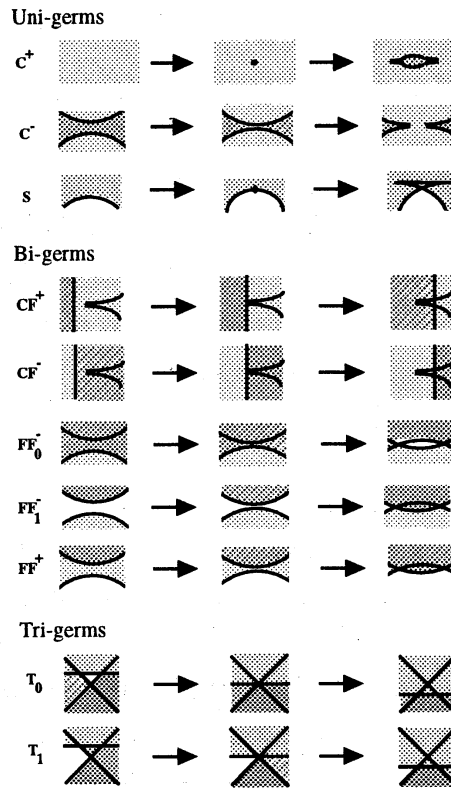 Uni-germs
C+
C-
S
Bi-germs
CF+
CF-
FF0-
FF1-
FF+
Tri-germs
T0
T1